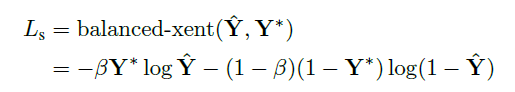 L_s = balanced-xent(Ŷ, Y*)
= −βY* log Ŷ − (1 − β)(1 − Y*) log(1 − Ŷ)